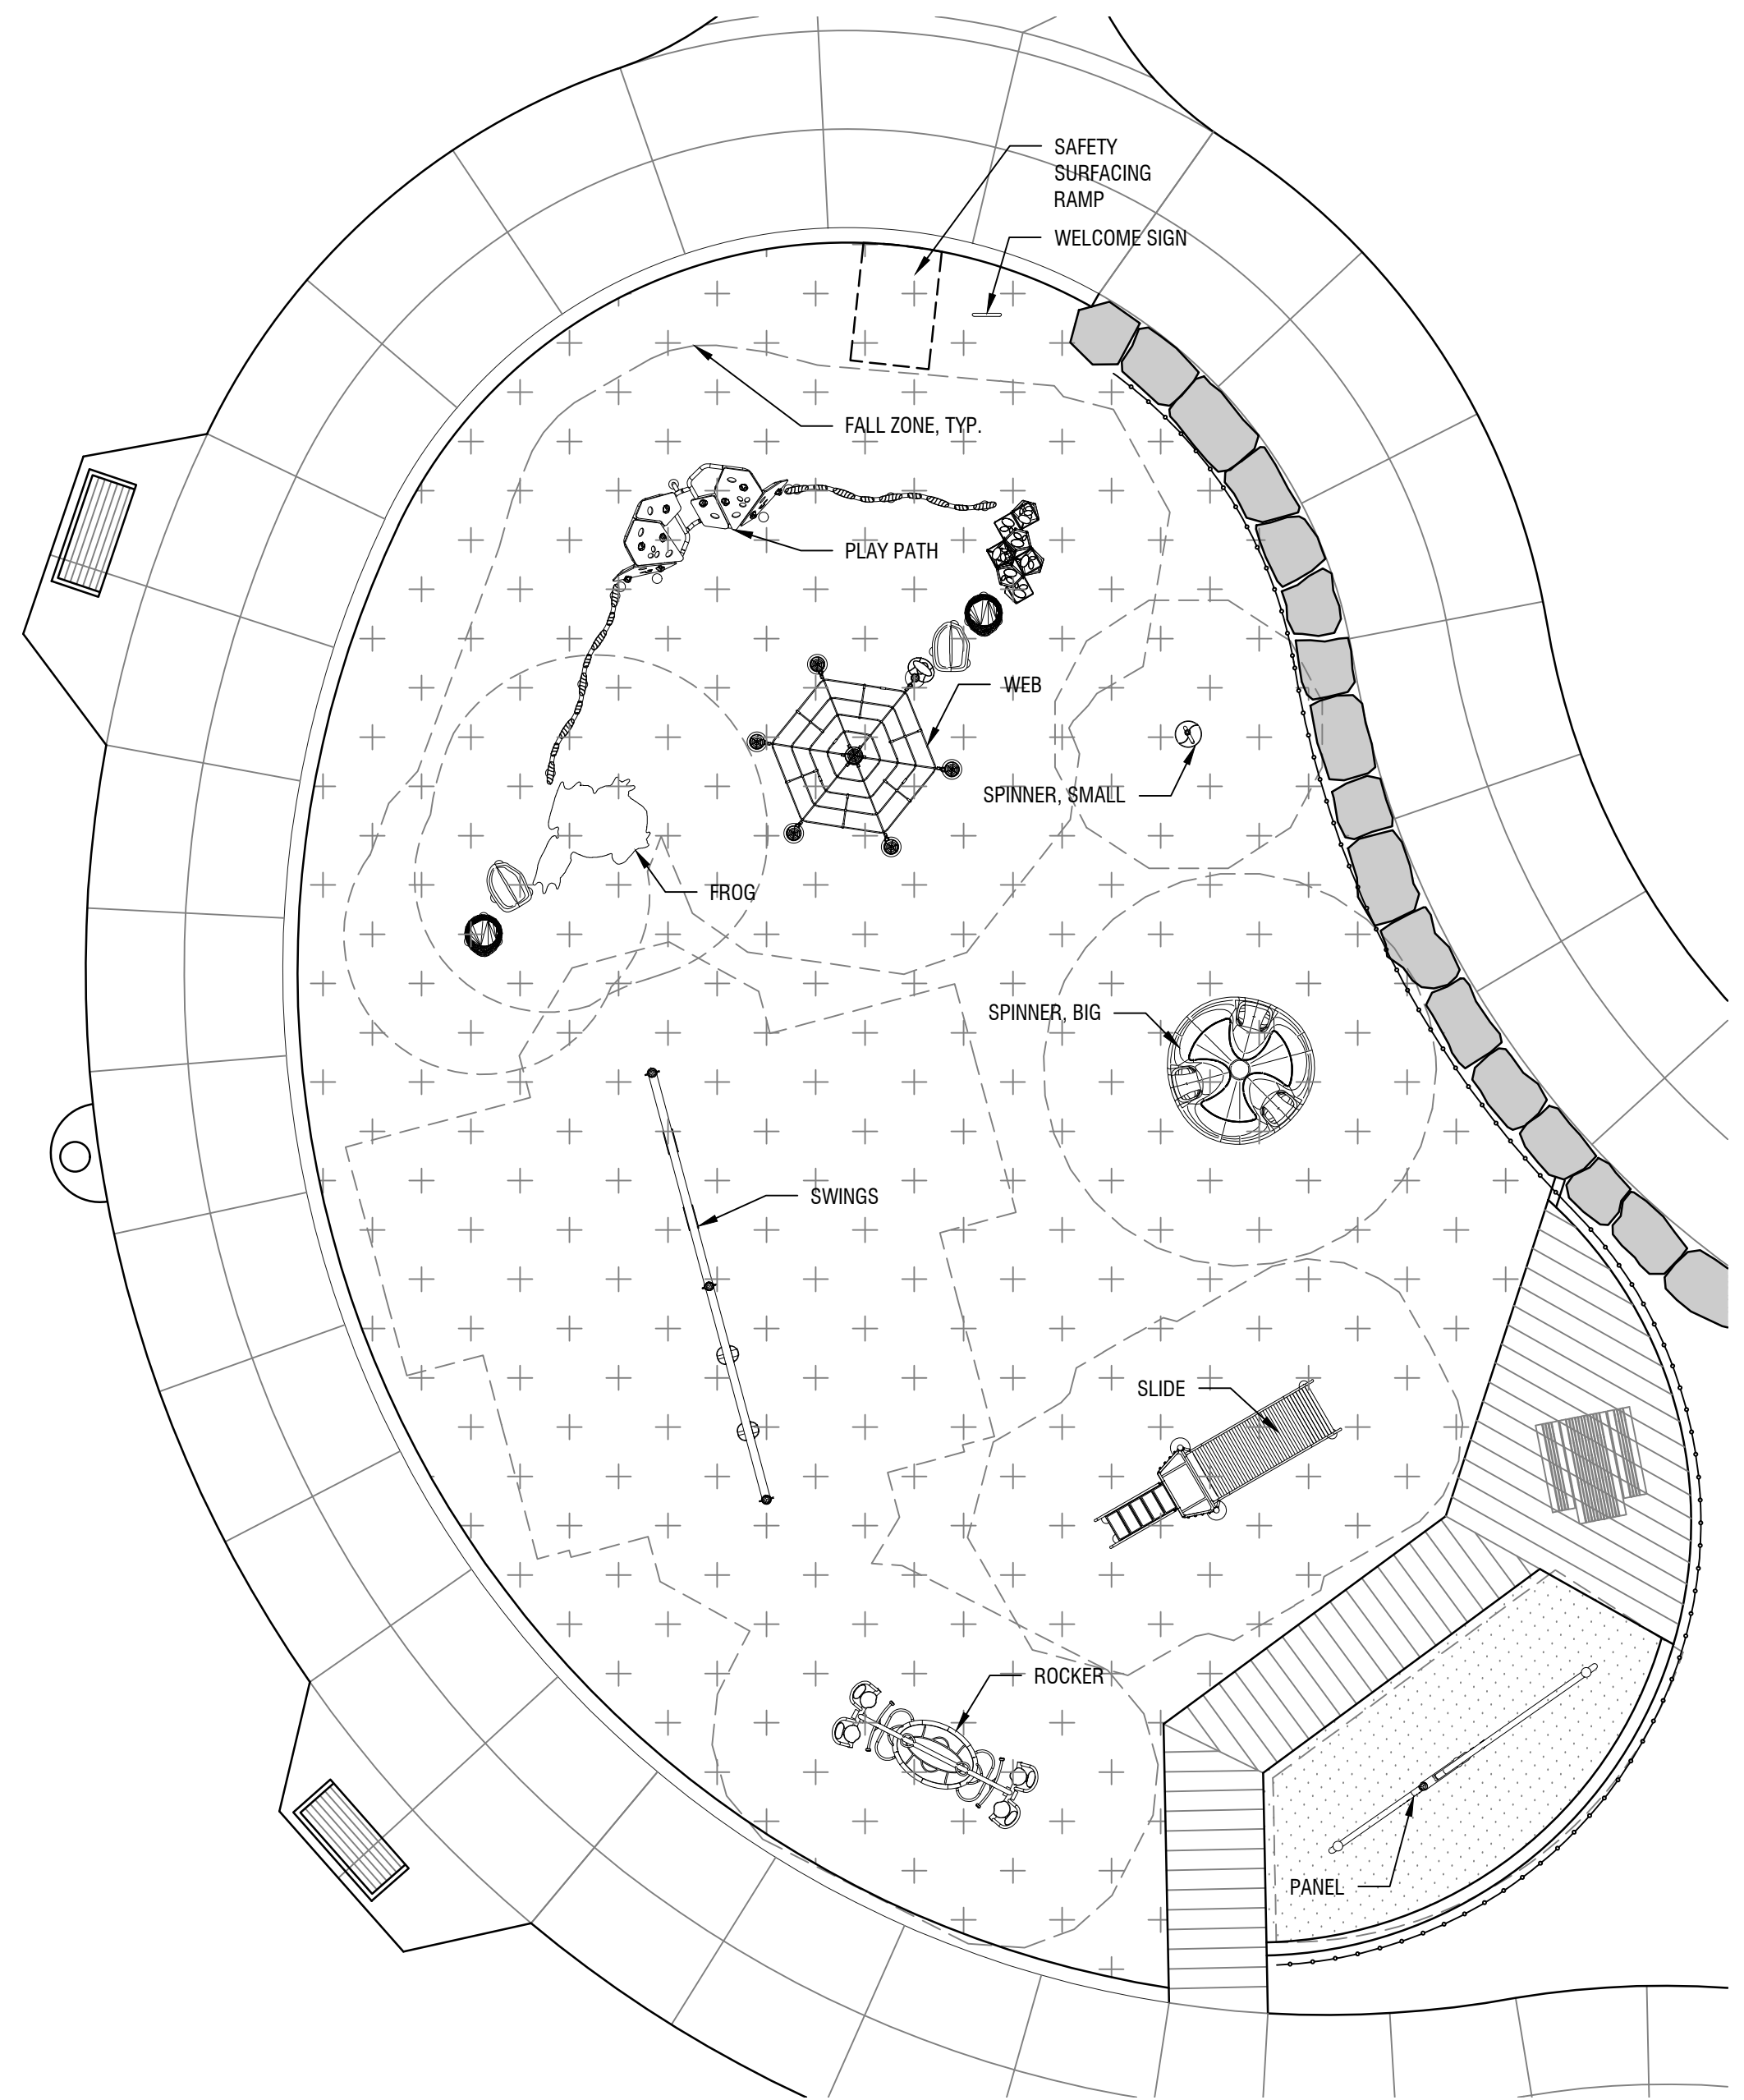 SAFETY
SURFACING
RAMP
WELCOME SIGN
FALL ZONE, TYP.
PLAY PATH
WEB
SPINNER, SMALL
FROG
SPINNER, BIG
SWINGS
SLIDE
ROCKER
PANEL